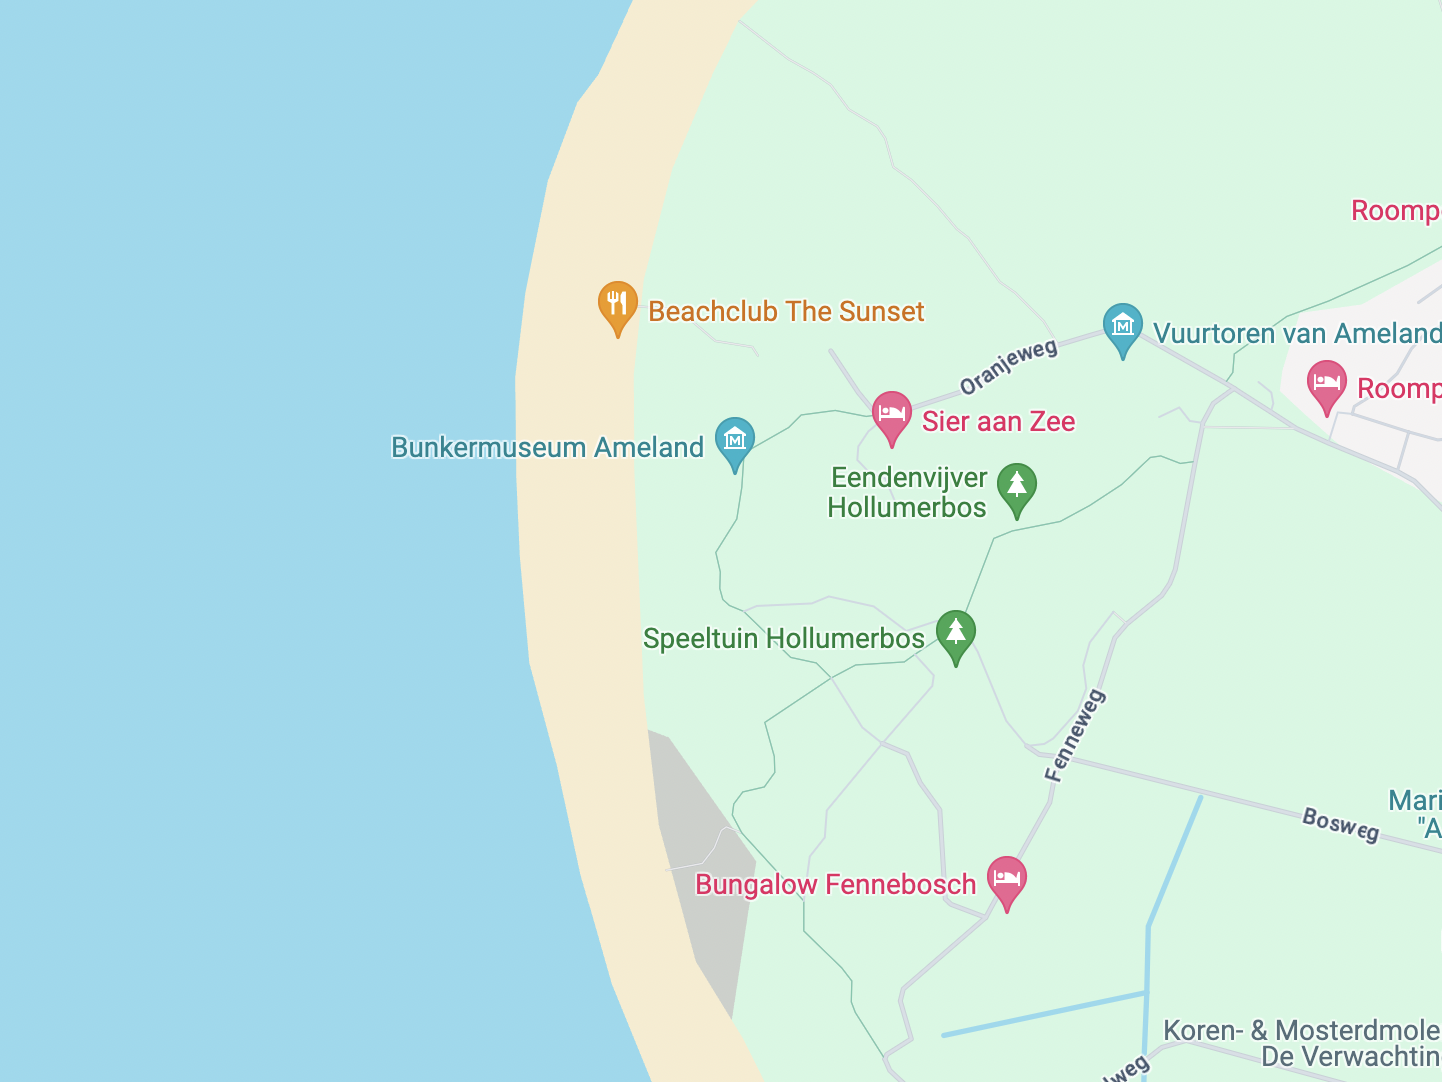 Roomp
Beachclub The Sunset
Vuurtoren van Ameland
Oranjeweg
Roomp
Sier aan Zee
Bunkermuseum Ameland
Eendenvijver
Hollumerbos
Speeltuin Hollumerbos
Fenneweg
Mari
"A
Bosweg
Bungalow Fennebosch
Koren- & Mosterdmole
De Verwachtin
lweg